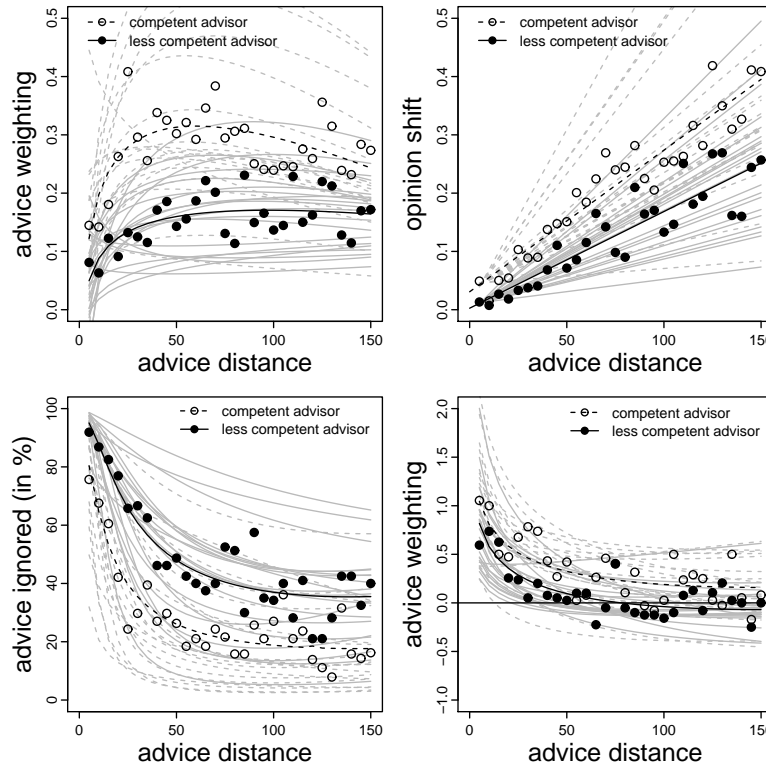 competent advisor
less competent advisor
advice weighting
0.5
0.4
0.3
0.2
0.1
0.0
0
50
100
150
advice distance
competent advisor
less competent advisor
opinion shift
0.5
0.4
0.3
0.2
0.1
0.0
0
50
100
150
advice distance
competent advisor
less competent advisor
advice ignored (in %)
100
80
60
40
20
0
0
50
100
150
advice distance
competent advisor
less competent advisor
advice weighting
2.0
1.5
1.0
0.5
0.0
−0.5
−1.0
0
50
100
150
advice distance